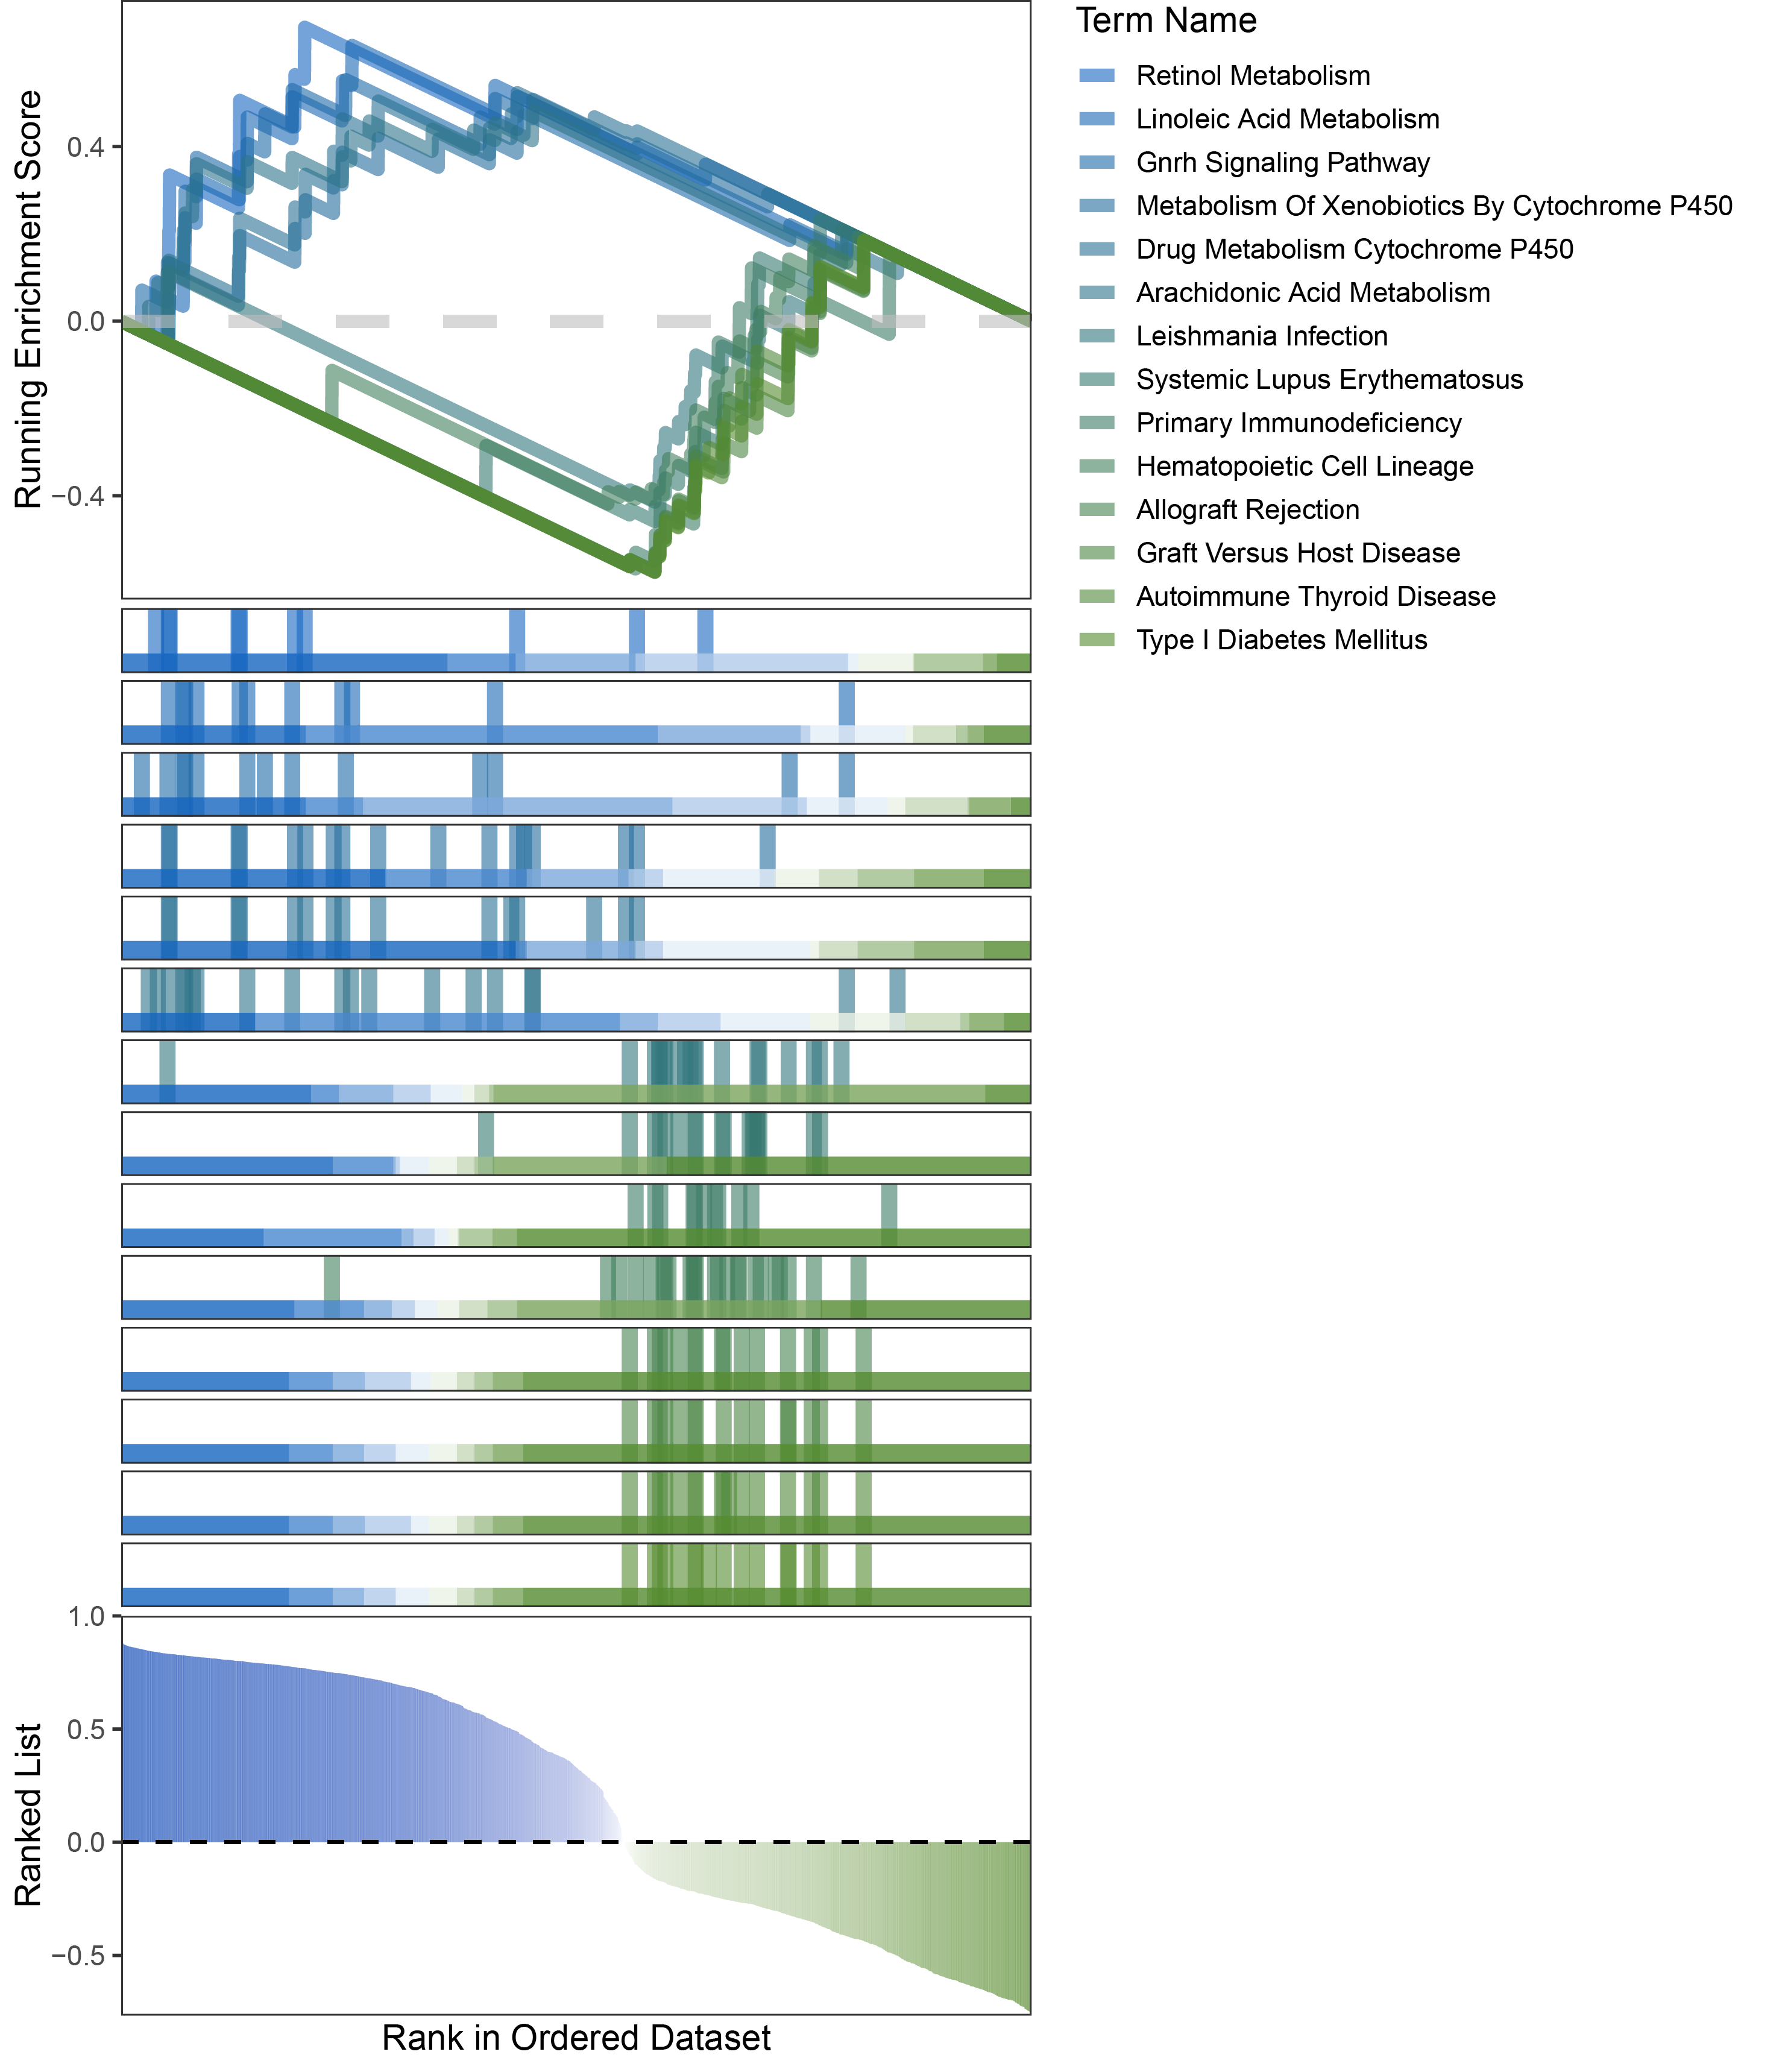 Term Name
Retinol Metabolism
Linoleic Acid Metabolism
Gnrh Signaling Pathway
Metabolism Of Xenobiotics By Cytochrome P450
Drug Metabolism Cytochrome P450
Arachidonic Acid Metabolism
Leishmania Infection
Systemic Lupus Erythematosus
Primary Immunodeficiency
Hematopoietic Cell Lineage
Allograft Rejection
Graft Versus Host Disease
Autoimmune Thyroid Disease
Type I Diabetes Mellitus
Running Enrichment Score
0.4
0.0
−0.4
Ranked List
1.0
0.5
0.0
−0.5
Rank in Ordered Dataset